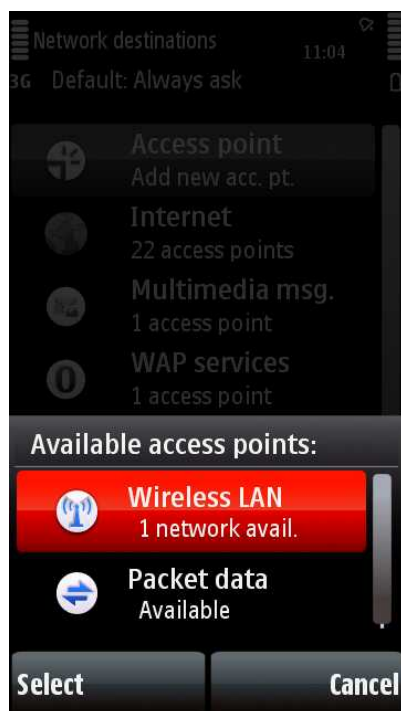 Network destinations
11:04
3G Default: Always ask
Access point
Add new acc. pt.
Internet
22 access points
Multimedia msg.
1 access point
WAP services
1 access point
Available access points:
Wireless LAN
1 network avail.
Packet data
Available
Select Cancel